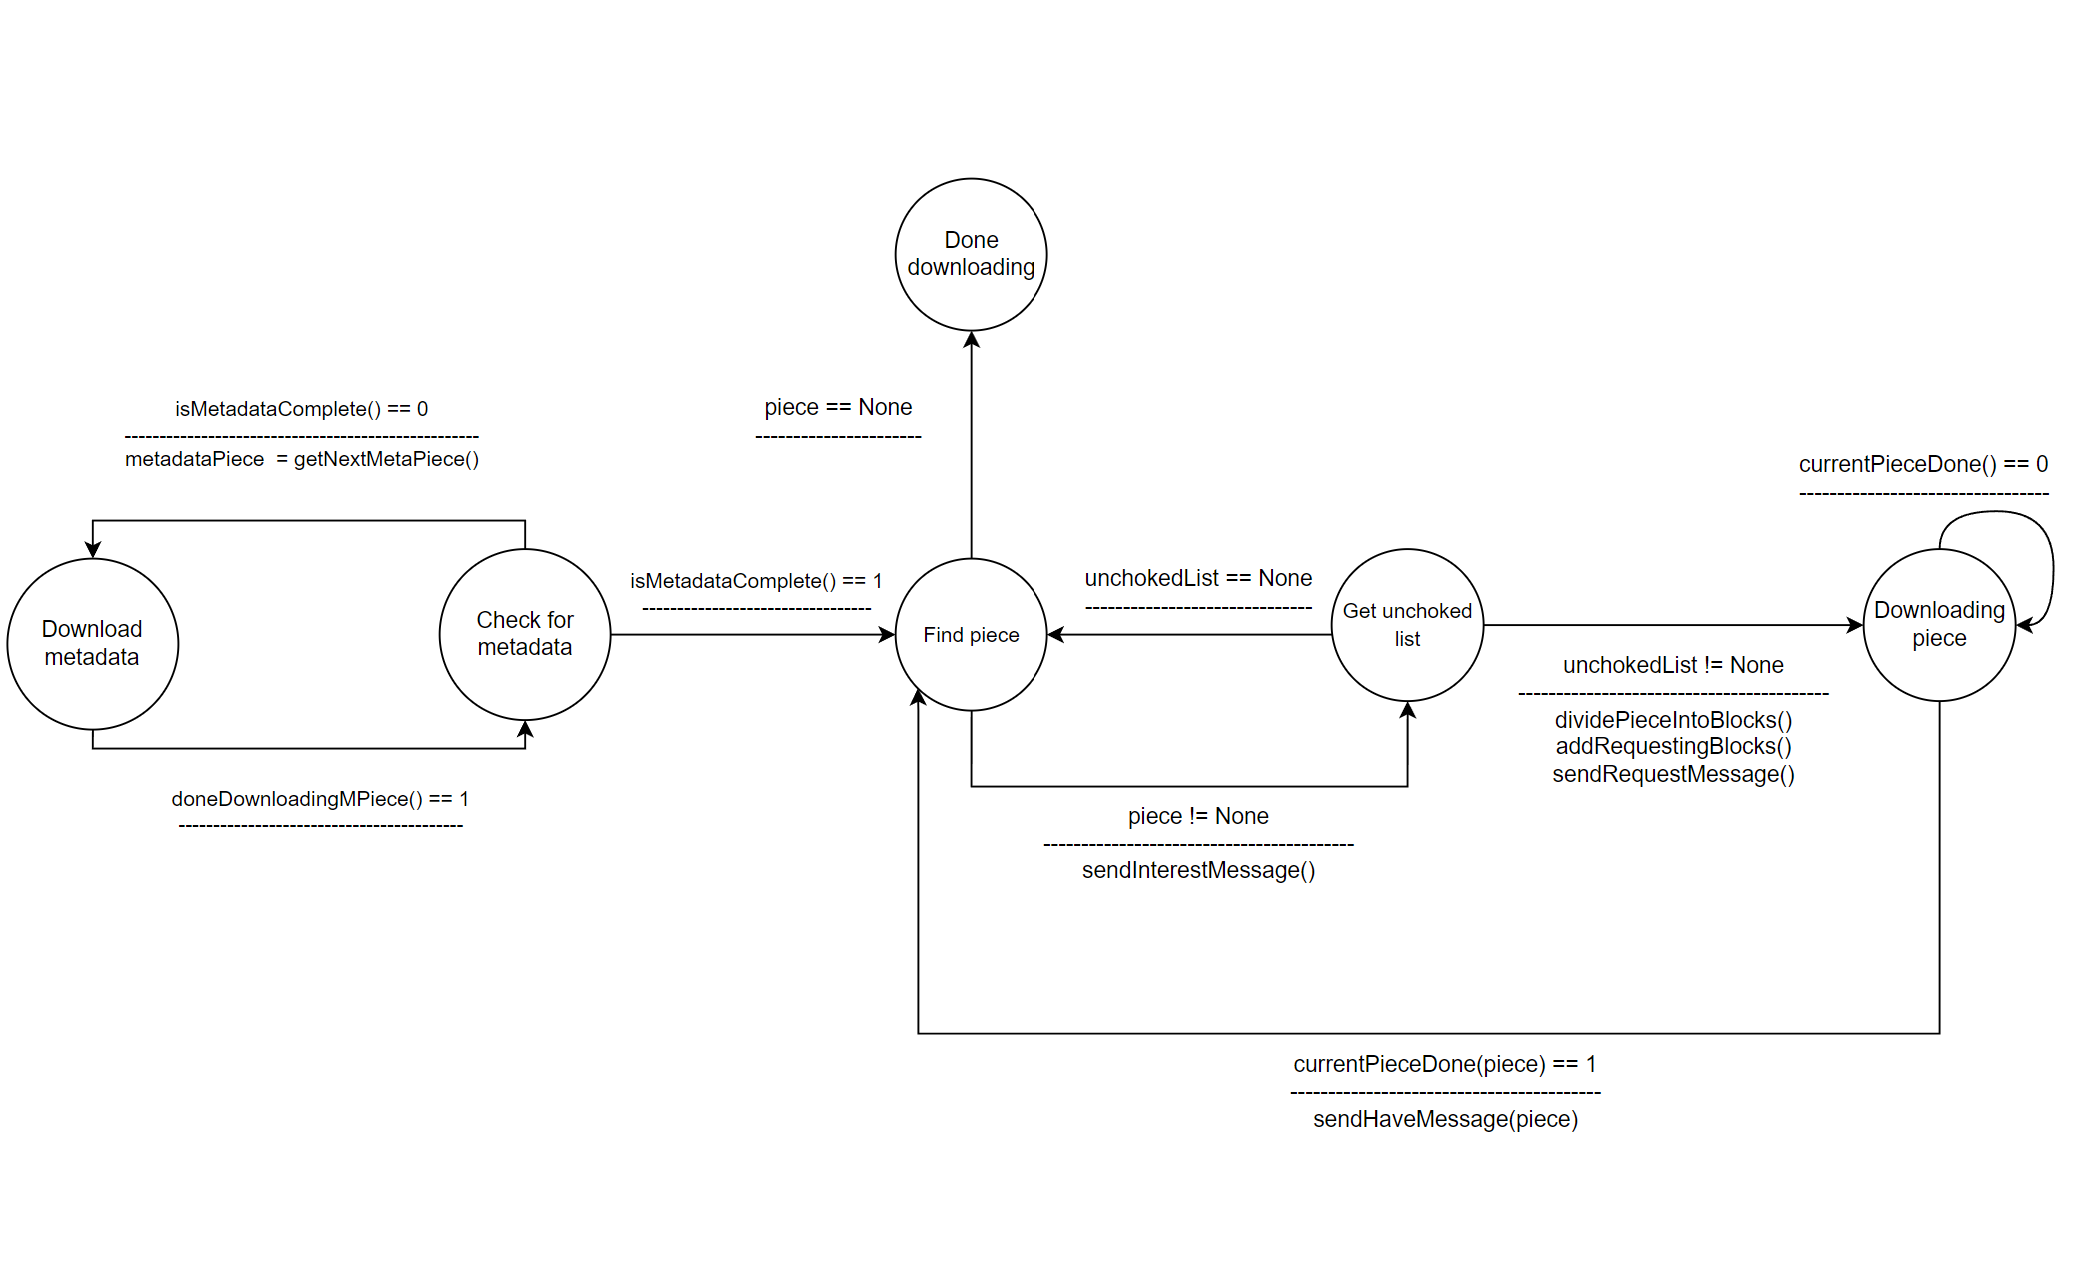 Done
downloading
isMetadataComplete() == 0
---------------------------------------------------
metadataPiece  = getNextMetaPiece()
piece == None
----------------------
currentPieceDone() == 0
---------------------------------
isMetadataComplete() == 1
---------------------------------
unchokedList == None
------------------------------
Download
metadata
Check for
metadata
Find piece
Get unchoked
list
Downloading
piece
unchokedList != None
-----------------------------------------
dividePieceIntoBlocks()
addRequestingBlocks()
sendRequestMessage()
doneDownloadingMPiece() == 1
-----------------------------------------
piece != None
-----------------------------------------
sendInterestMessage()
currentPieceDone(piece) == 1
-----------------------------------------
sendHaveMessage(piece)